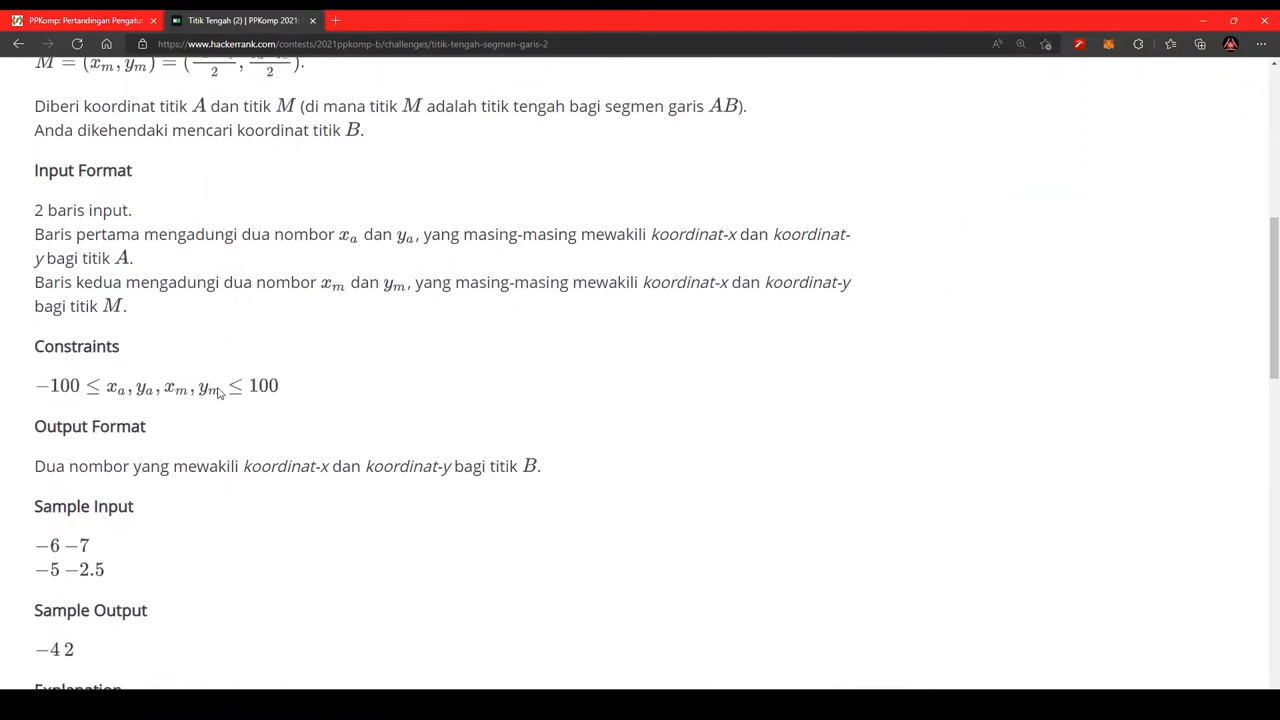 PPKomp: Pertandingan Pengatu
Titik Tengah (2) | PPKomp 2021:
https://www.hackerrank.com/contests/2021ppkomp-b/challenges/titik-tengah-segmen-garis-2
M = (xₘ, yₘ) = ( 2 , 2 ).
Diberi koordinat titik A dan titik M (di mana titik M adalah titik tengah bagi segmen garis AB).
Anda dikehendaki mencari koordinat titik B.
Input Format
2 baris input.
Baris pertama mengadungi dua nombor xₐ dan yₐ, yang masing-masing mewakili koordinat-x dan koordinat-
y bagi titik A.
Baris kedua mengadungi dua nombor xₘ dan yₘ, yang masing-masing mewakili koordinat-x dan koordinat-y
bagi titik M.
Constraints
−100 ≤ xₐ, yₐ, xₘ, yₘ ≤ 100
Output Format
Dua nombor yang mewakili koordinat-x dan koordinat-y bagi titik B.
Sample Input
−6 −7
−5 −2.5
Sample Output
−4 2
Explanation